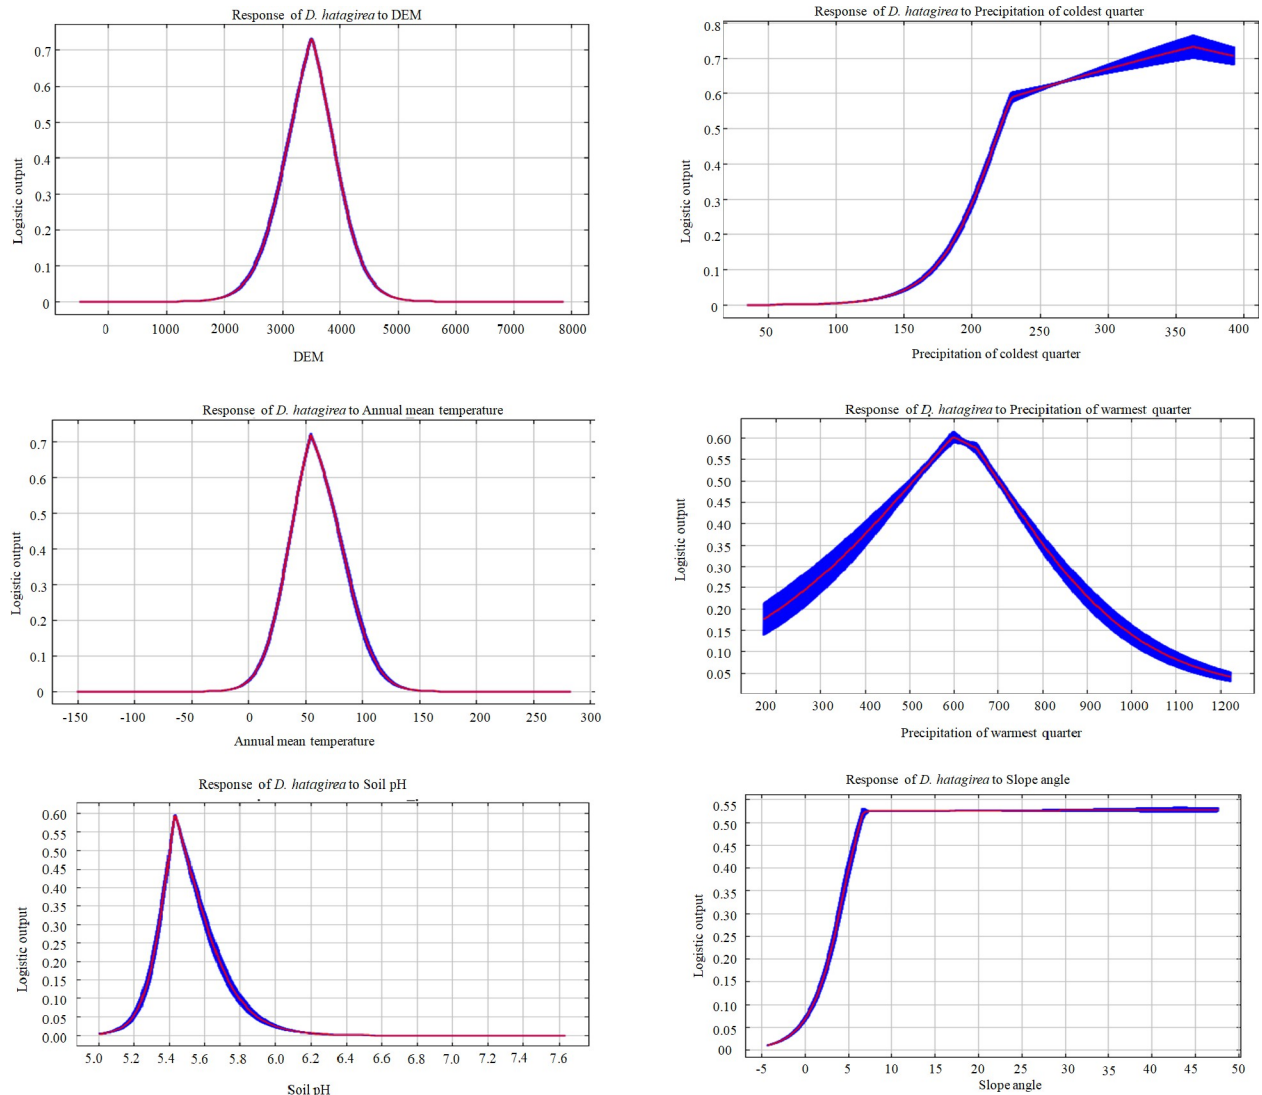 Response of D. hatagirea to DEM
0.7
0.6
0.5
0.4
0.3
0.2
0.1
0
Logistic output
0 1000 2000 3000 4000 5000 6000 7000 8000
DEM
Response of D. hatagirea to Precipitation of coldest quarter
0.8
0.7
0.6
0.5
0.4
0.3
0.2
0.1
0
Logistic output
50 100 150 200 250 300 350 400
Precipitation of coldest quarter
Response of D. hatagirea to Annual mean temperature
0.7
0.6
0.5
0.4
0.3
0.2
0.1
0
Logistic output
-150 -100 -50 0 50 100 150 200 250 300
Annual mean temperature
Response of D. hatagirea to Precipitation of warmest quarter
0.60
0.55
0.50
0.45
0.40
0.35
0.30
0.25
0.20
0.15
0.10
0.05
Logistic output
200 300 400 500 600 700 800 900 1000 1100 1200
Precipitation of warmest quarter
Response of D. hatagirea to Soil pH
0.60
0.55
0.50
0.45
0.40
0.35
0.30
0.25
0.20
0.15
0.10
0.05
0.00
Logistic output
5.0 5.2 5.4 5.6 5.8 6.0 6.2 6.4 6.6 6.8 7.0 7.2 7.4 7.6
Soil pH
Response of D. hatagirea to Slope angle
0.55
0.50
0.45
0.40
0.35
0.30
0.25
0.20
0.15
0.10
0.05
00
Logistic output
-5 0 5 10 15 20 25 30 35 40 45 50
Slope angle